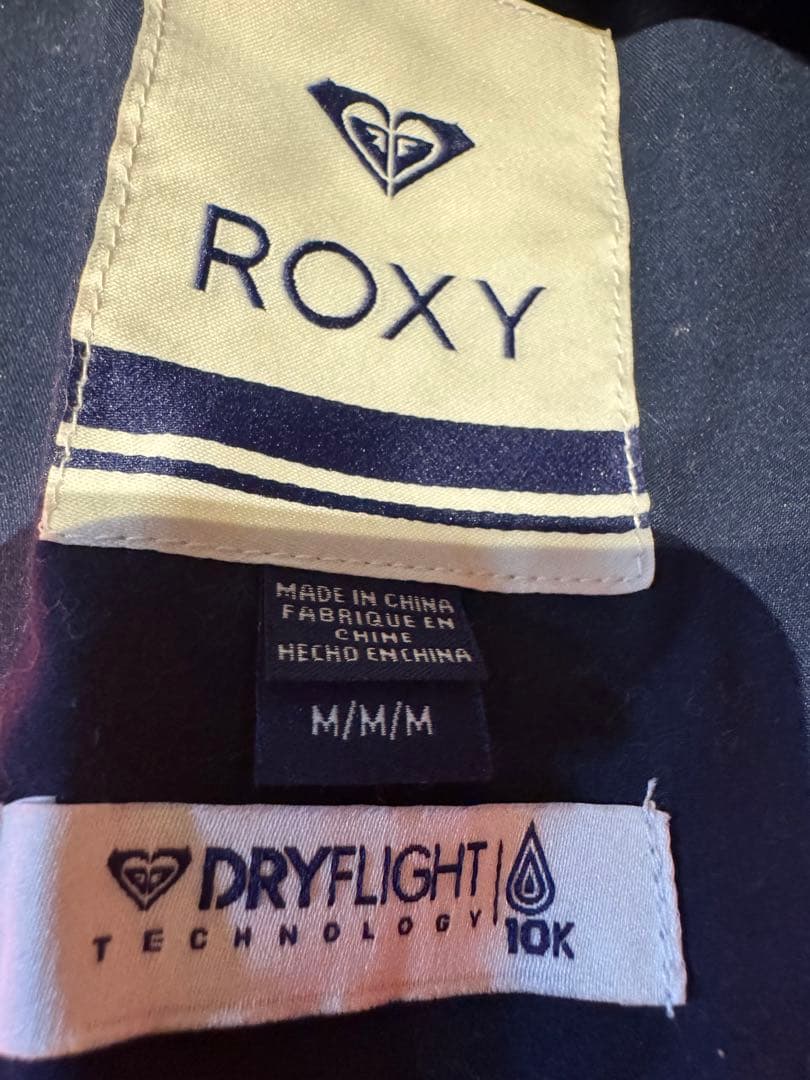 ROXY
MADE IN CHINA
FABRIQUE EN
CHINE
HECHO EN CHINA
M/M/M
DRYFLIGHT
TECHNOLOGY
10K